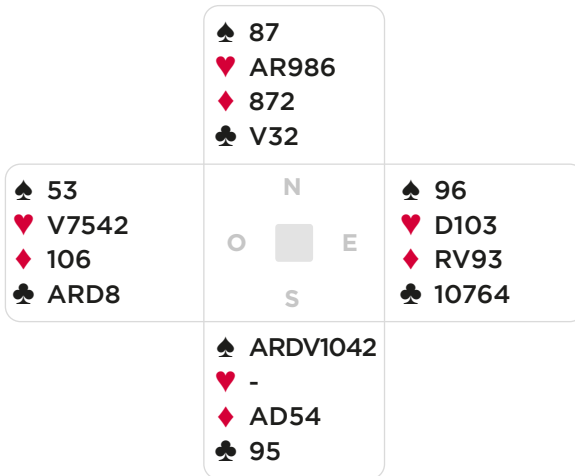 ♠ 87
♥ AR986
♦ 872
♣ V32
♠ 53
♥ V7542
♦ 106
♣ ARD8
N
O E
S
♠ 96
♥ D103
♦ RV93
♣ 10764
♠ ARDV1042
♥ -
♦ AD54
♣ 95